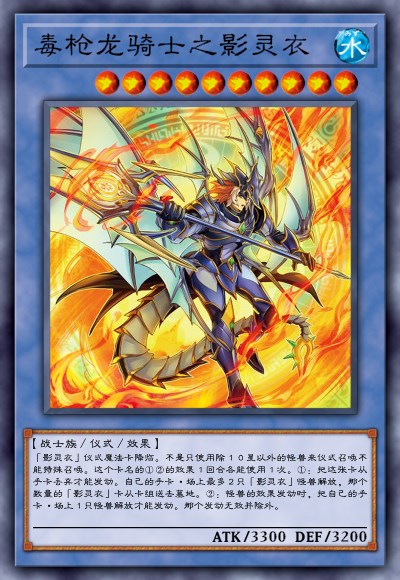 毒枪龙骑士之影灵衣
水
【战士族／仪式／效果】
「影灵衣」仪式魔法卡降临。不是只使用除10星以外的怪兽来仪式召唤不
能特殊召唤。这个卡名的①②的效果1回合各能使用1次。①：把这张卡从
手卡丢弃才能发动。自己的手卡·场上最多2只「影灵衣」怪兽解放，那个
数量的「影灵衣」卡从卡组送去墓地。②：怪兽的效果发动时，把自己的手
卡·场上1只怪兽解放才能发动。那个发动无效并除外。
ATK/3300 DEF/3200